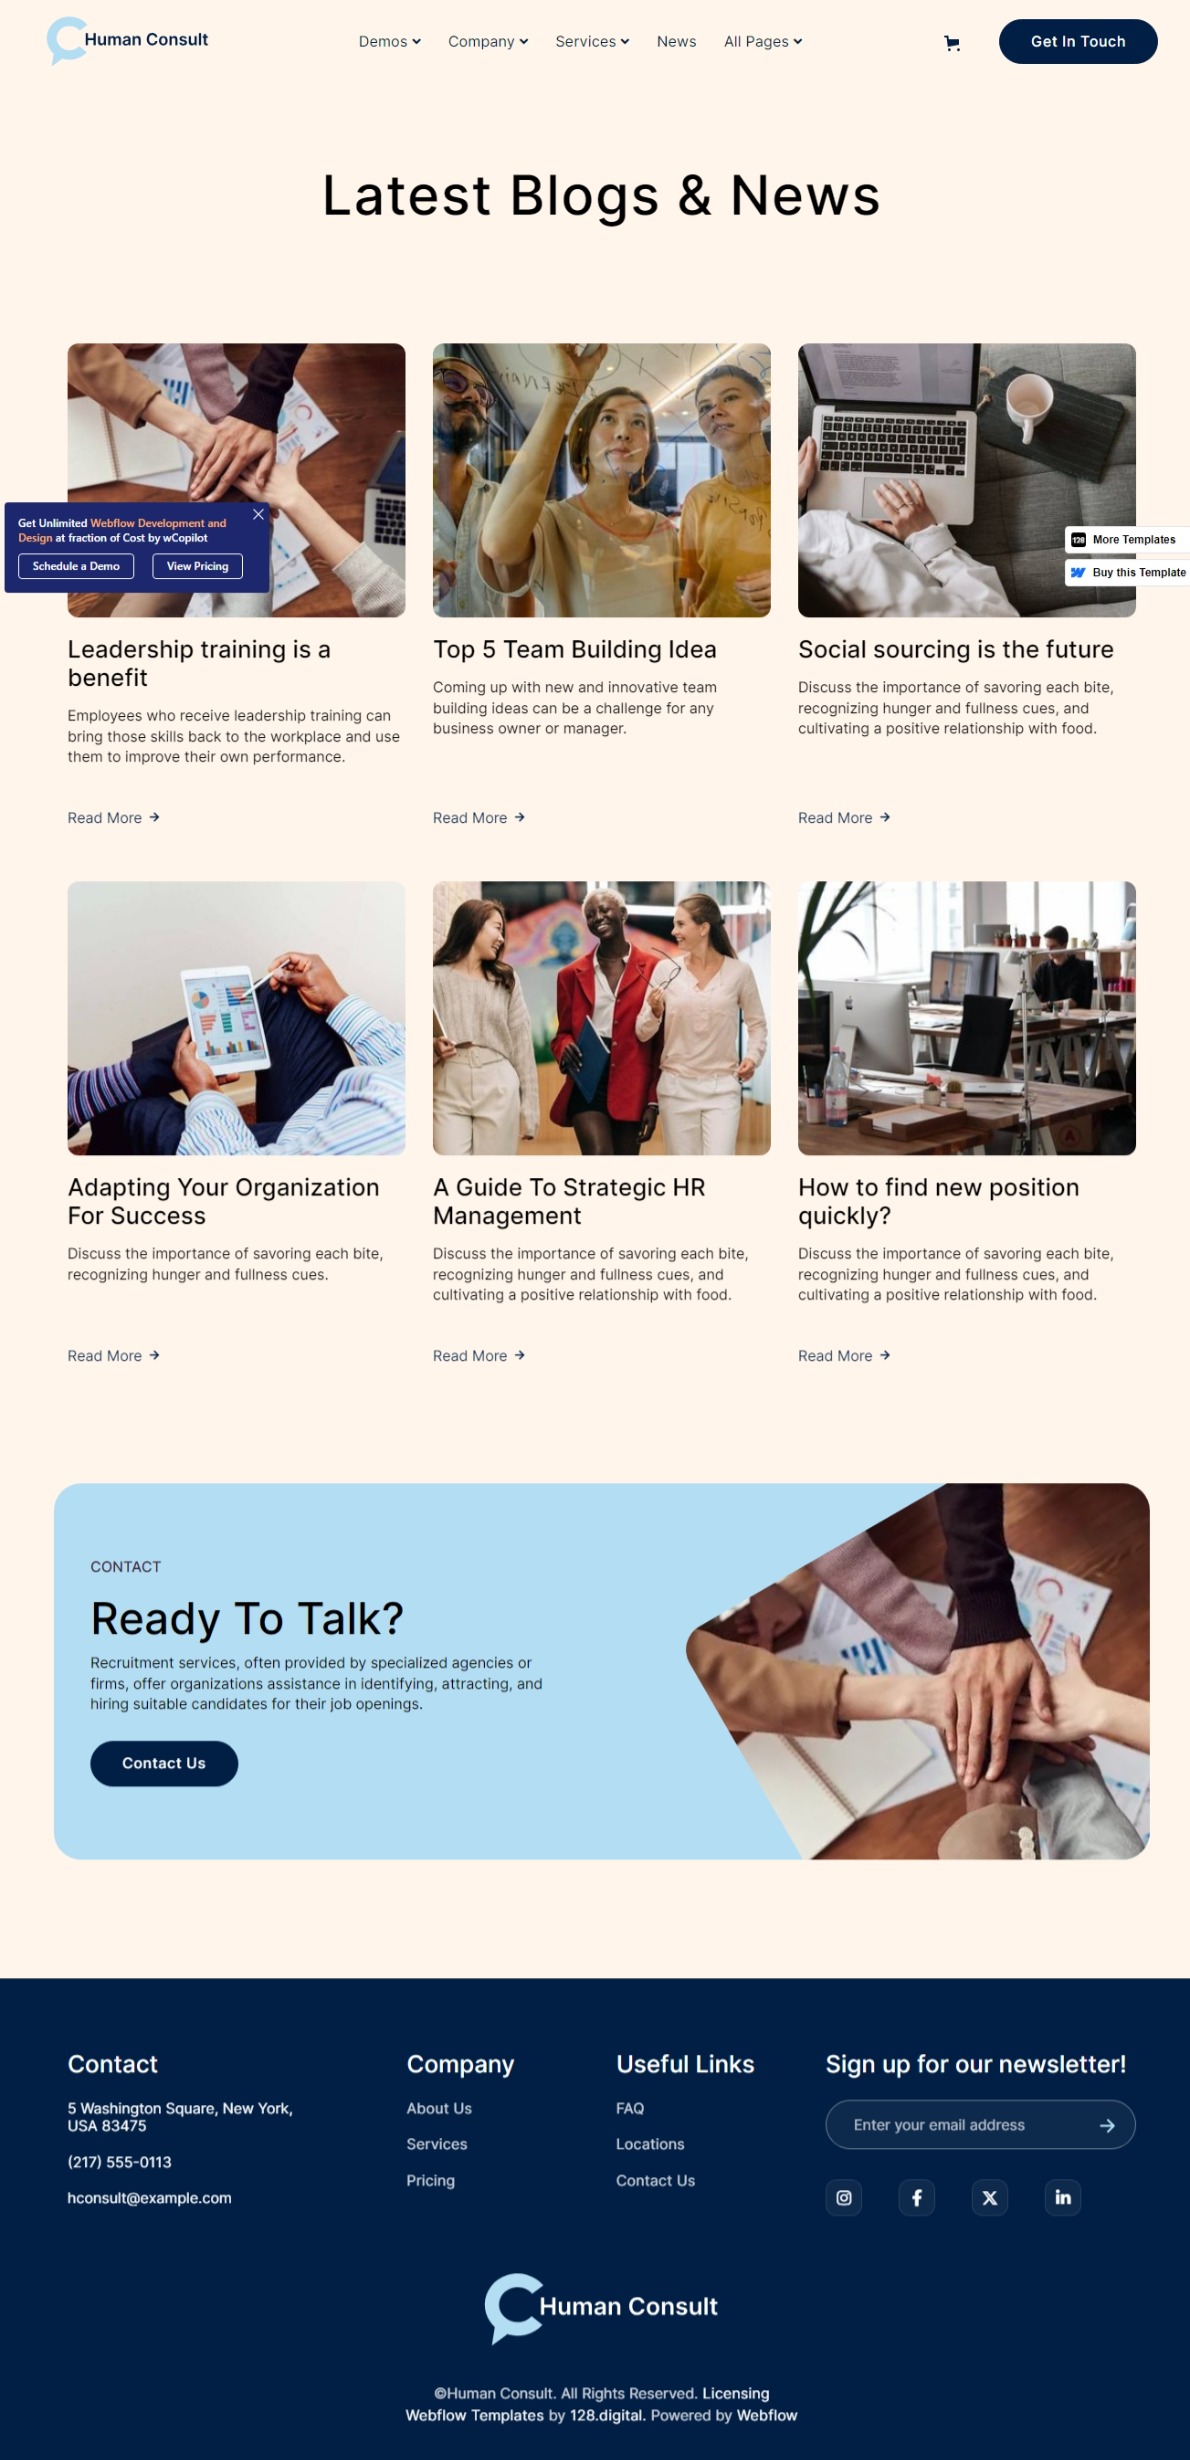 Human Consult
Demos
Company
Services
News
All Pages
Get In Touch
Latest Blogs & News
Get Unlimited Webflow Development and
Design at fraction of Cost by wCopilot
Schedule a Demo
View Pricing
128 More Templates
Buy this Template
Leadership training is a
benefit
Employees who receive leadership training can
bring those skills back to the workplace and use
them to improve their own performance.
Read More
Top 5 Team Building Idea
Coming up with new and innovative team
building ideas can be a challenge for any
business owner or manager.
Read More
Social sourcing is the future
Discuss the importance of savoring each bite,
recognizing hunger and fullness cues, and
cultivating a positive relationship with food.
Read More
Adapting Your Organization
For Success
Discuss the importance of savoring each bite,
recognizing hunger and fullness cues.
Read More
A Guide To Strategic HR
Management
Discuss the importance of savoring each bite,
recognizing hunger and fullness cues, and
cultivating a positive relationship with food.
Read More
How to find new position
quickly?
Discuss the importance of savoring each bite,
recognizing hunger and fullness cues, and
cultivating a positive relationship with food.
Read More
CONTACT
Ready To Talk?
Recruitment services, often provided by specialized agencies or
firms, offer organizations assistance in identifying, attracting, and
hiring suitable candidates for their job openings.
Contact Us
Contact
5 Washington Square, New York,
USA 83475
(217) 555-0113
hconsult@example.com
Company
About Us
Services
Pricing
Useful Links
FAQ
Locations
Contact Us
Sign up for our newsletter!
Enter your email address
Human Consult
©Human Consult. All Rights Reserved. Licensing
Webflow Templates by 128.digital. Powered by Webflow